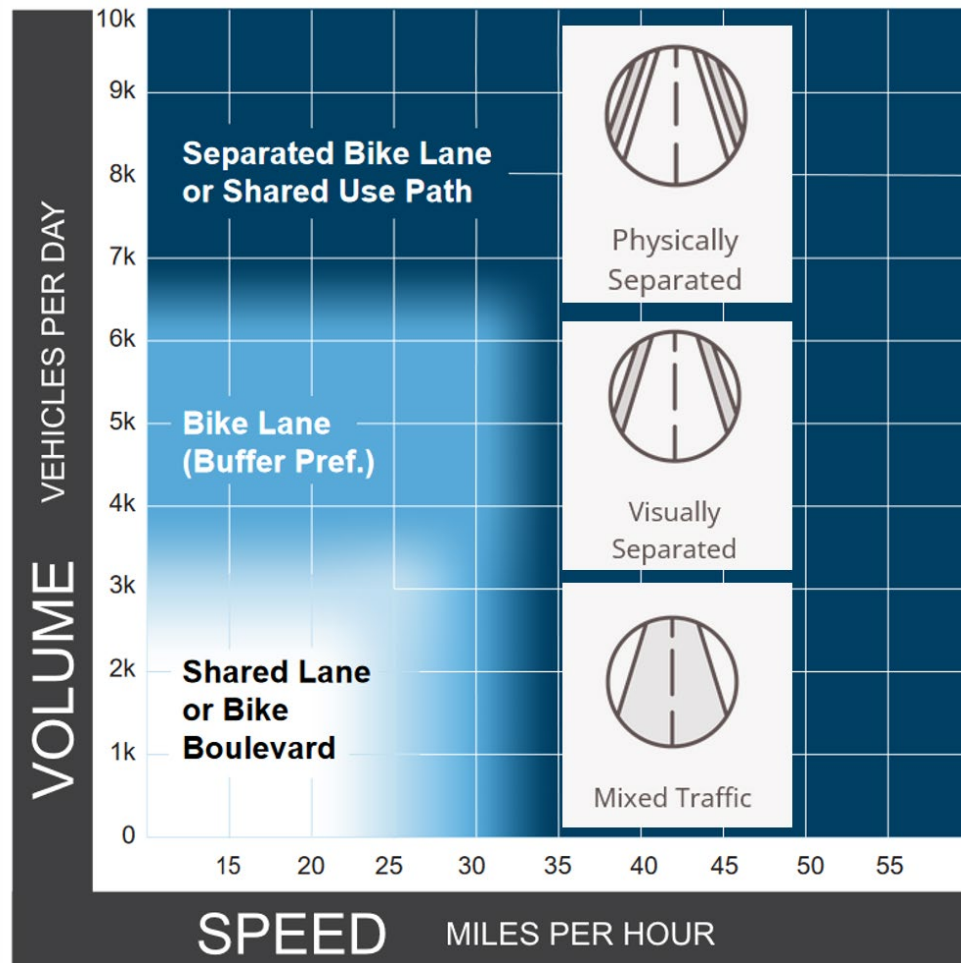 10k
9k
8k
7k
6k
5k
4k
3k
2k
1k
0
VOLUME VEHICLES PER DAY
Separated Bike Lane
or Shared Use Path
Physically
Separated
Bike Lane
(Buffer Pref.)
Visually
Separated
Shared Lane
or Bike
Boulevard
Mixed Traffic
15 20 25 30 35 40 45 50 55
SPEED MILES PER HOUR